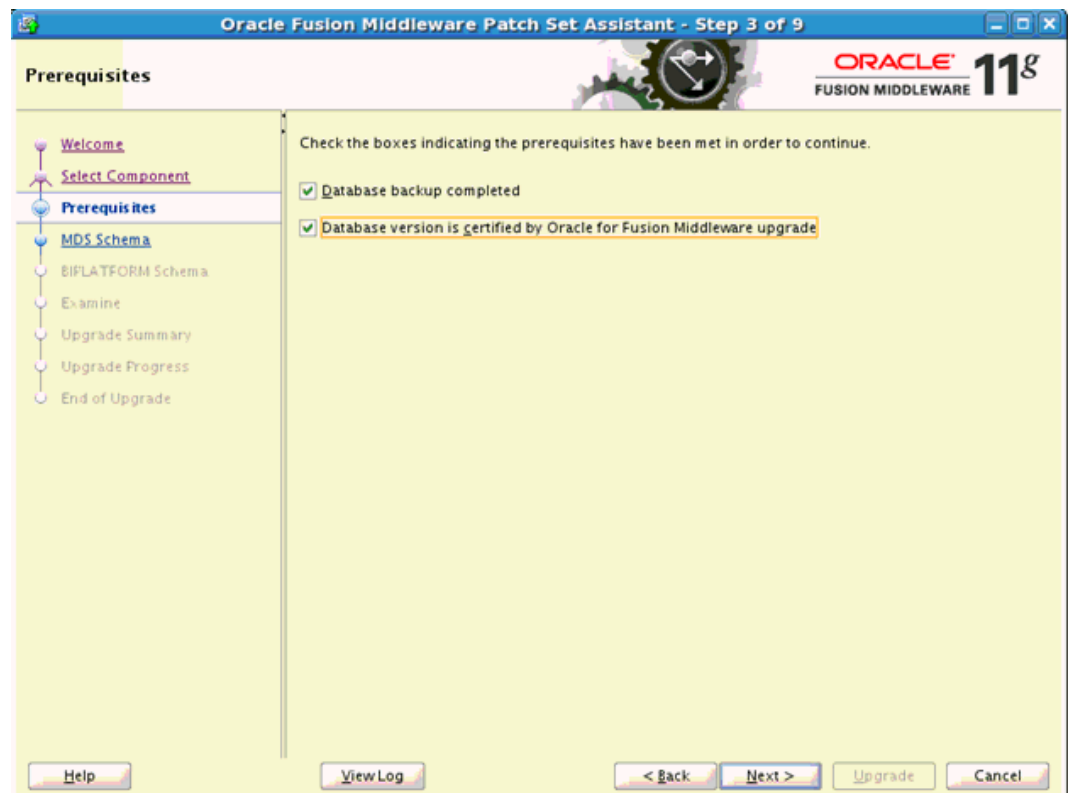 Oracle Fusion Middleware Patch Set Assistant - Step 3 of 9
Prerequisites
ORACLE
FUSION MIDDLEWARE
11g
Welcome
Select Component
Prerequisites
MDS Schema
BIPLATFORM Schema
Examine
Upgrade Summary
Upgrade Progress
End of Upgrade
Check the boxes indicating the prerequisites have been met in order to continue.
Database backup completed
Database version is certified by Oracle for Fusion Middleware upgrade
Help
View Log
< Back
Next >
Upgrade
Cancel